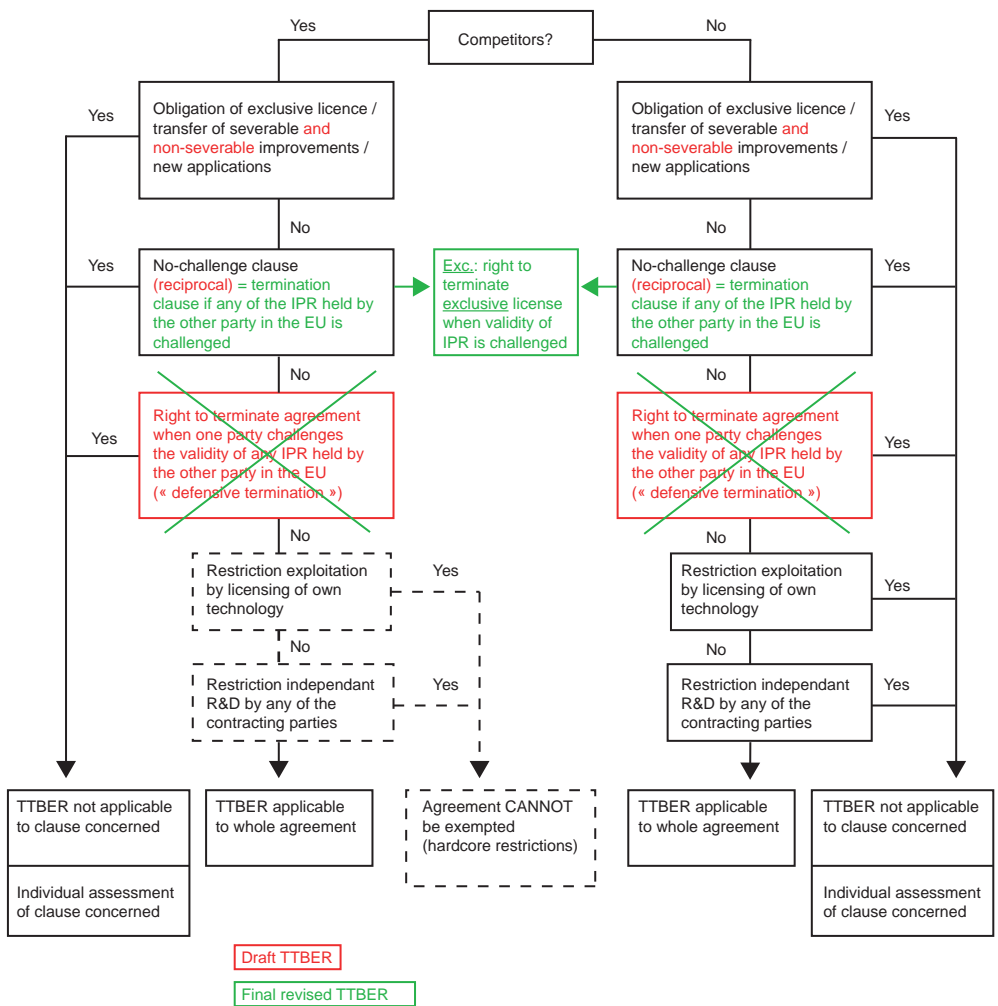 Yes
Competitors?
No
Yes
Obligation of exclusive licence /
transfer of severable and
non-severable improvements /
new applications
Obligation of exclusive licence /
transfer of severable and
non-severable improvements /
new applications
Yes
No
No
Yes
No-challenge clause
(reciprocal) = termination
clause if any of the IPR held by
the other party in the EU is
challenged
Exc.: right to
terminate
exclusive license
when validity of
IPR is challenged
No-challenge clause
(reciprocal) = termination
clause if any of the IPR held by
the other party in the EU is
challenged
Yes
No
No
Yes
Right to terminate agreement
when one party challenges
the validity of any IPR held by
the other party in the EU
(« defensive termination »)
Right to terminate agreement
when one party challenges
the validity of any IPR held by
the other party in the EU
(« defensive termination »)
Yes
No
No
Restriction exploitation
by licensing of own
technology
Yes
Restriction exploitation
by licensing of own
technology
Yes
No
No
Restriction independant
R&D by any of the
contracting parties
Yes
Restriction independant
R&D by any of the
contracting parties
Yes
TTBER not applicable
to clause concerned
Individual assessment
of clause concerned
TTBER applicable
to whole agreement
Agreement CANNOT
be exempted
(hardcore restrictions)
TTBER applicable
to whole agreement
TTBER not applicable
to clause concerned
Individual assessment
of clause concerned
Draft TTBER
Final revised TTBER